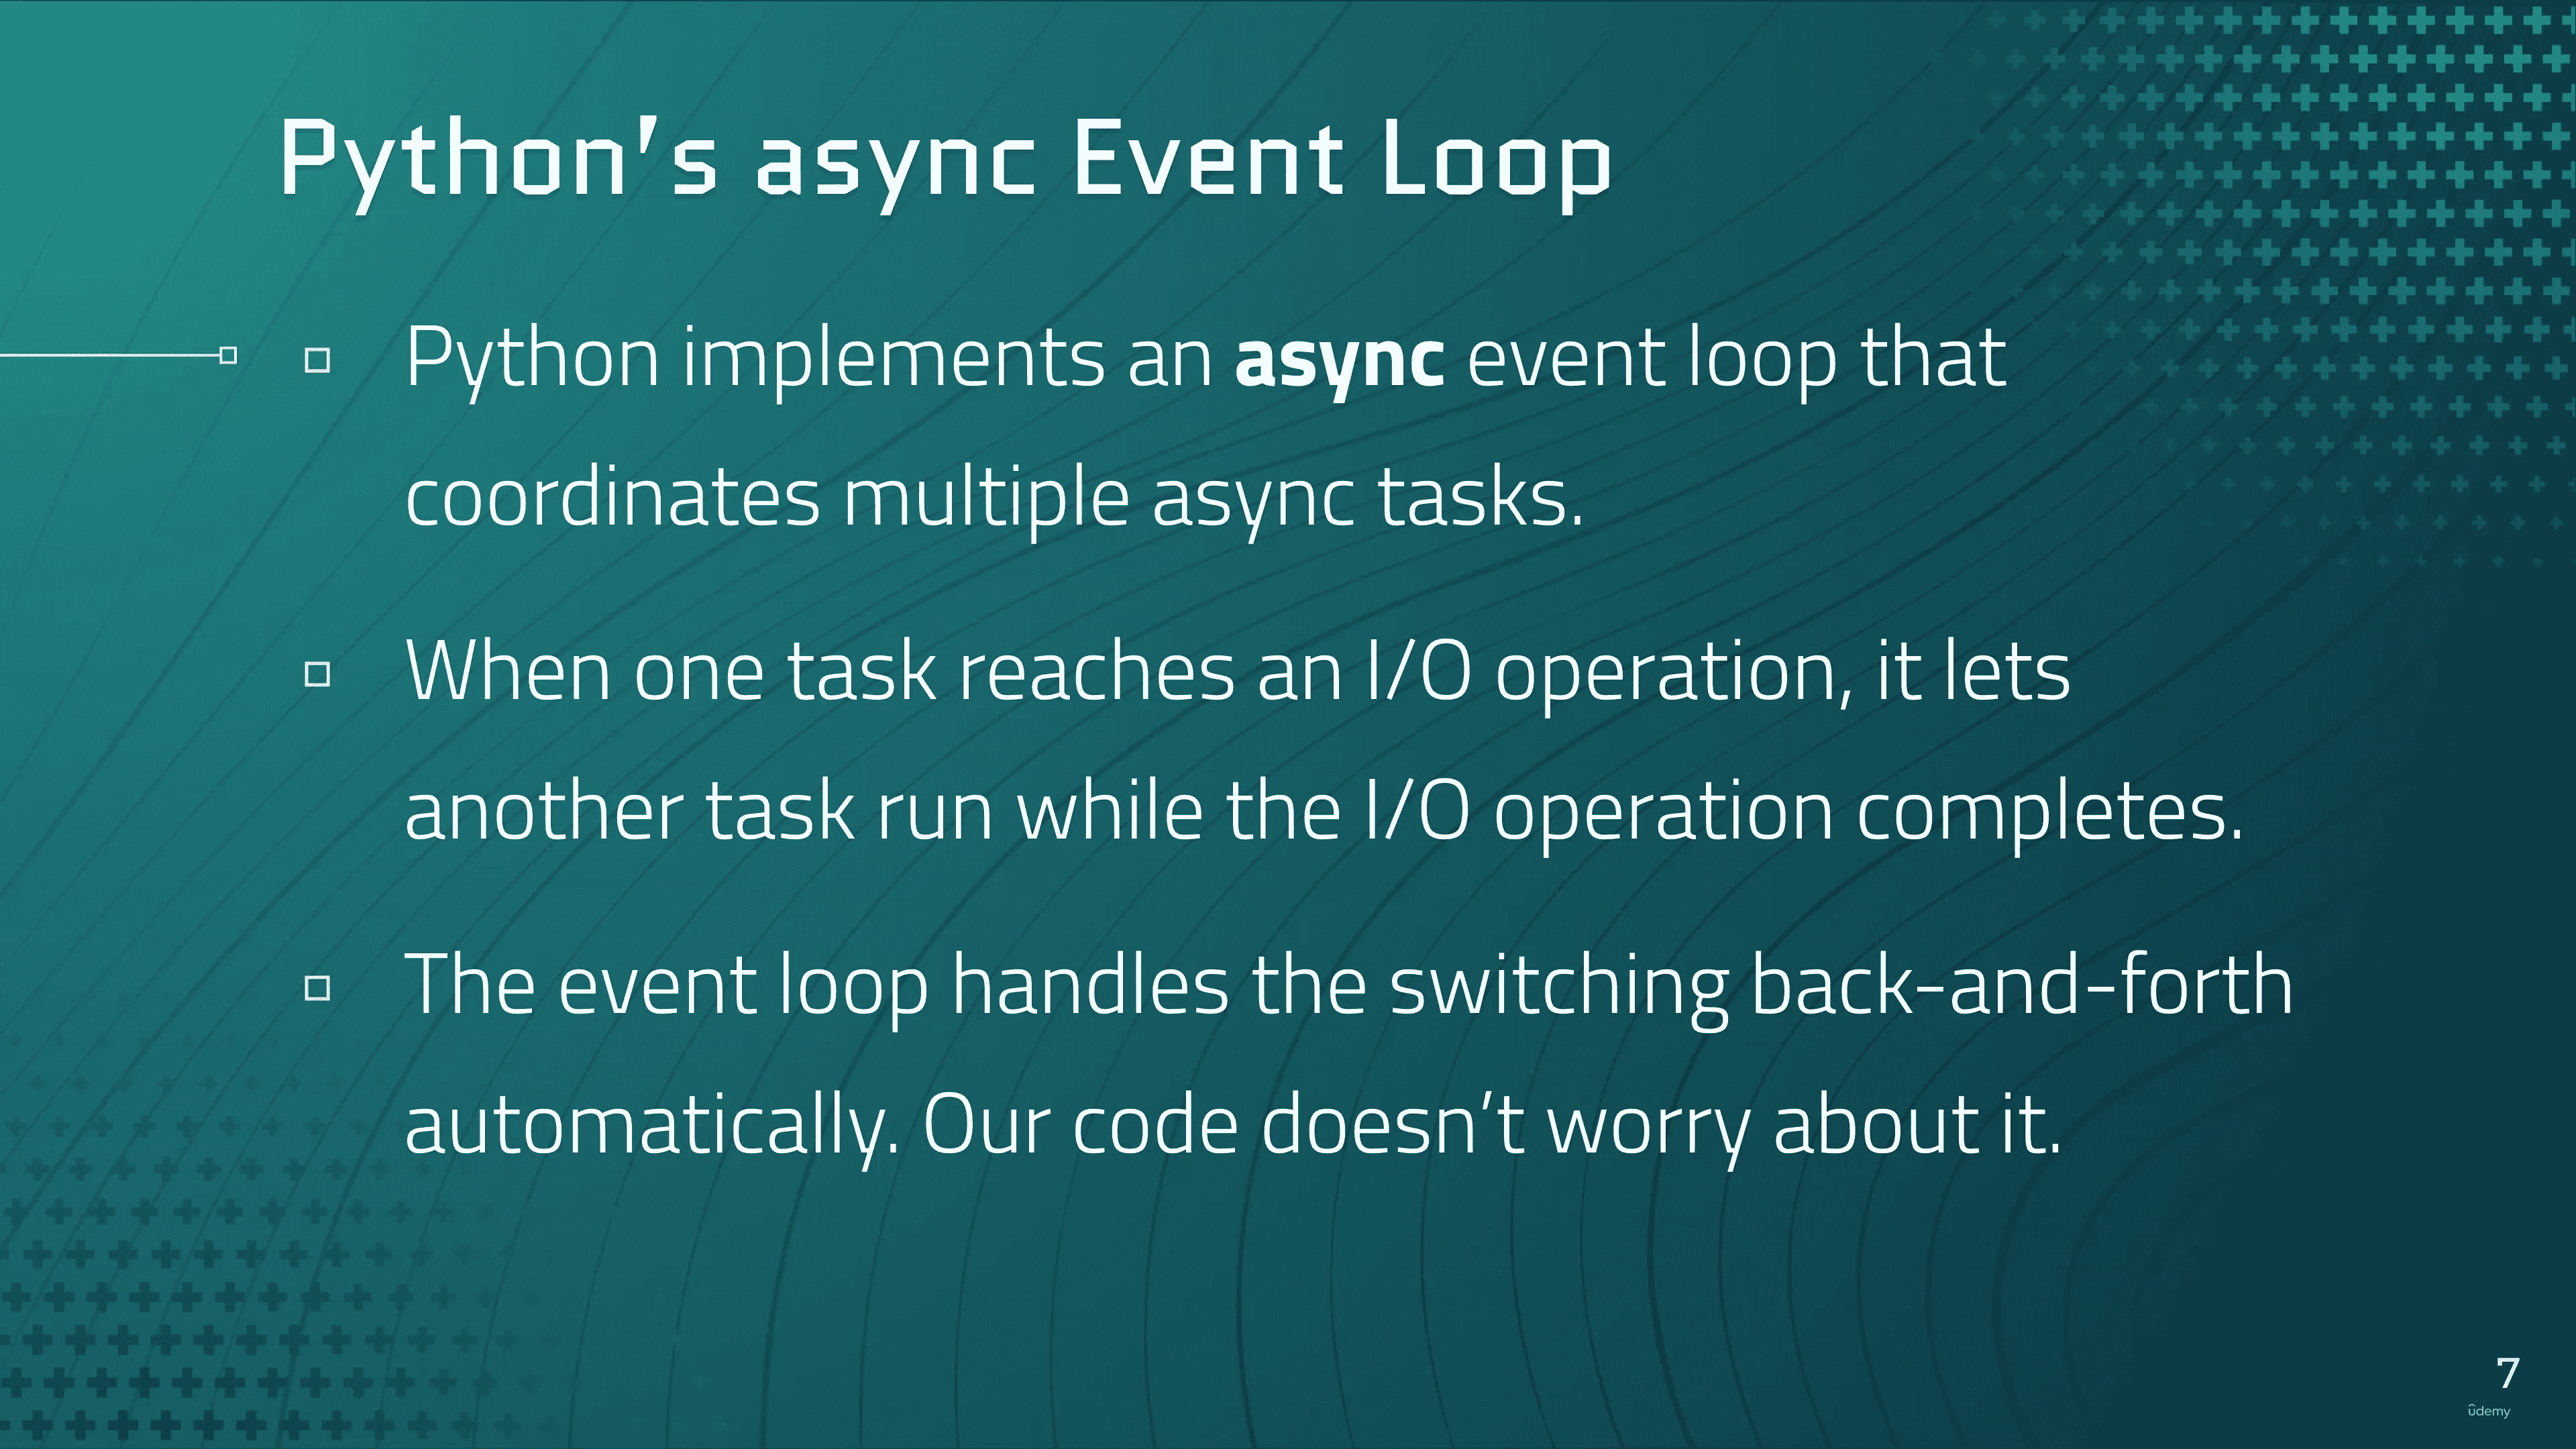 Python's async Event Loop
Python implements an async event loop that
coordinates multiple async tasks.
When one task reaches an I/O operation, it lets
another task run while the I/O operation completes.
The event loop handles the switching back-and-forth
automatically. Our code doesn’t worry about it.
7
ûdemy